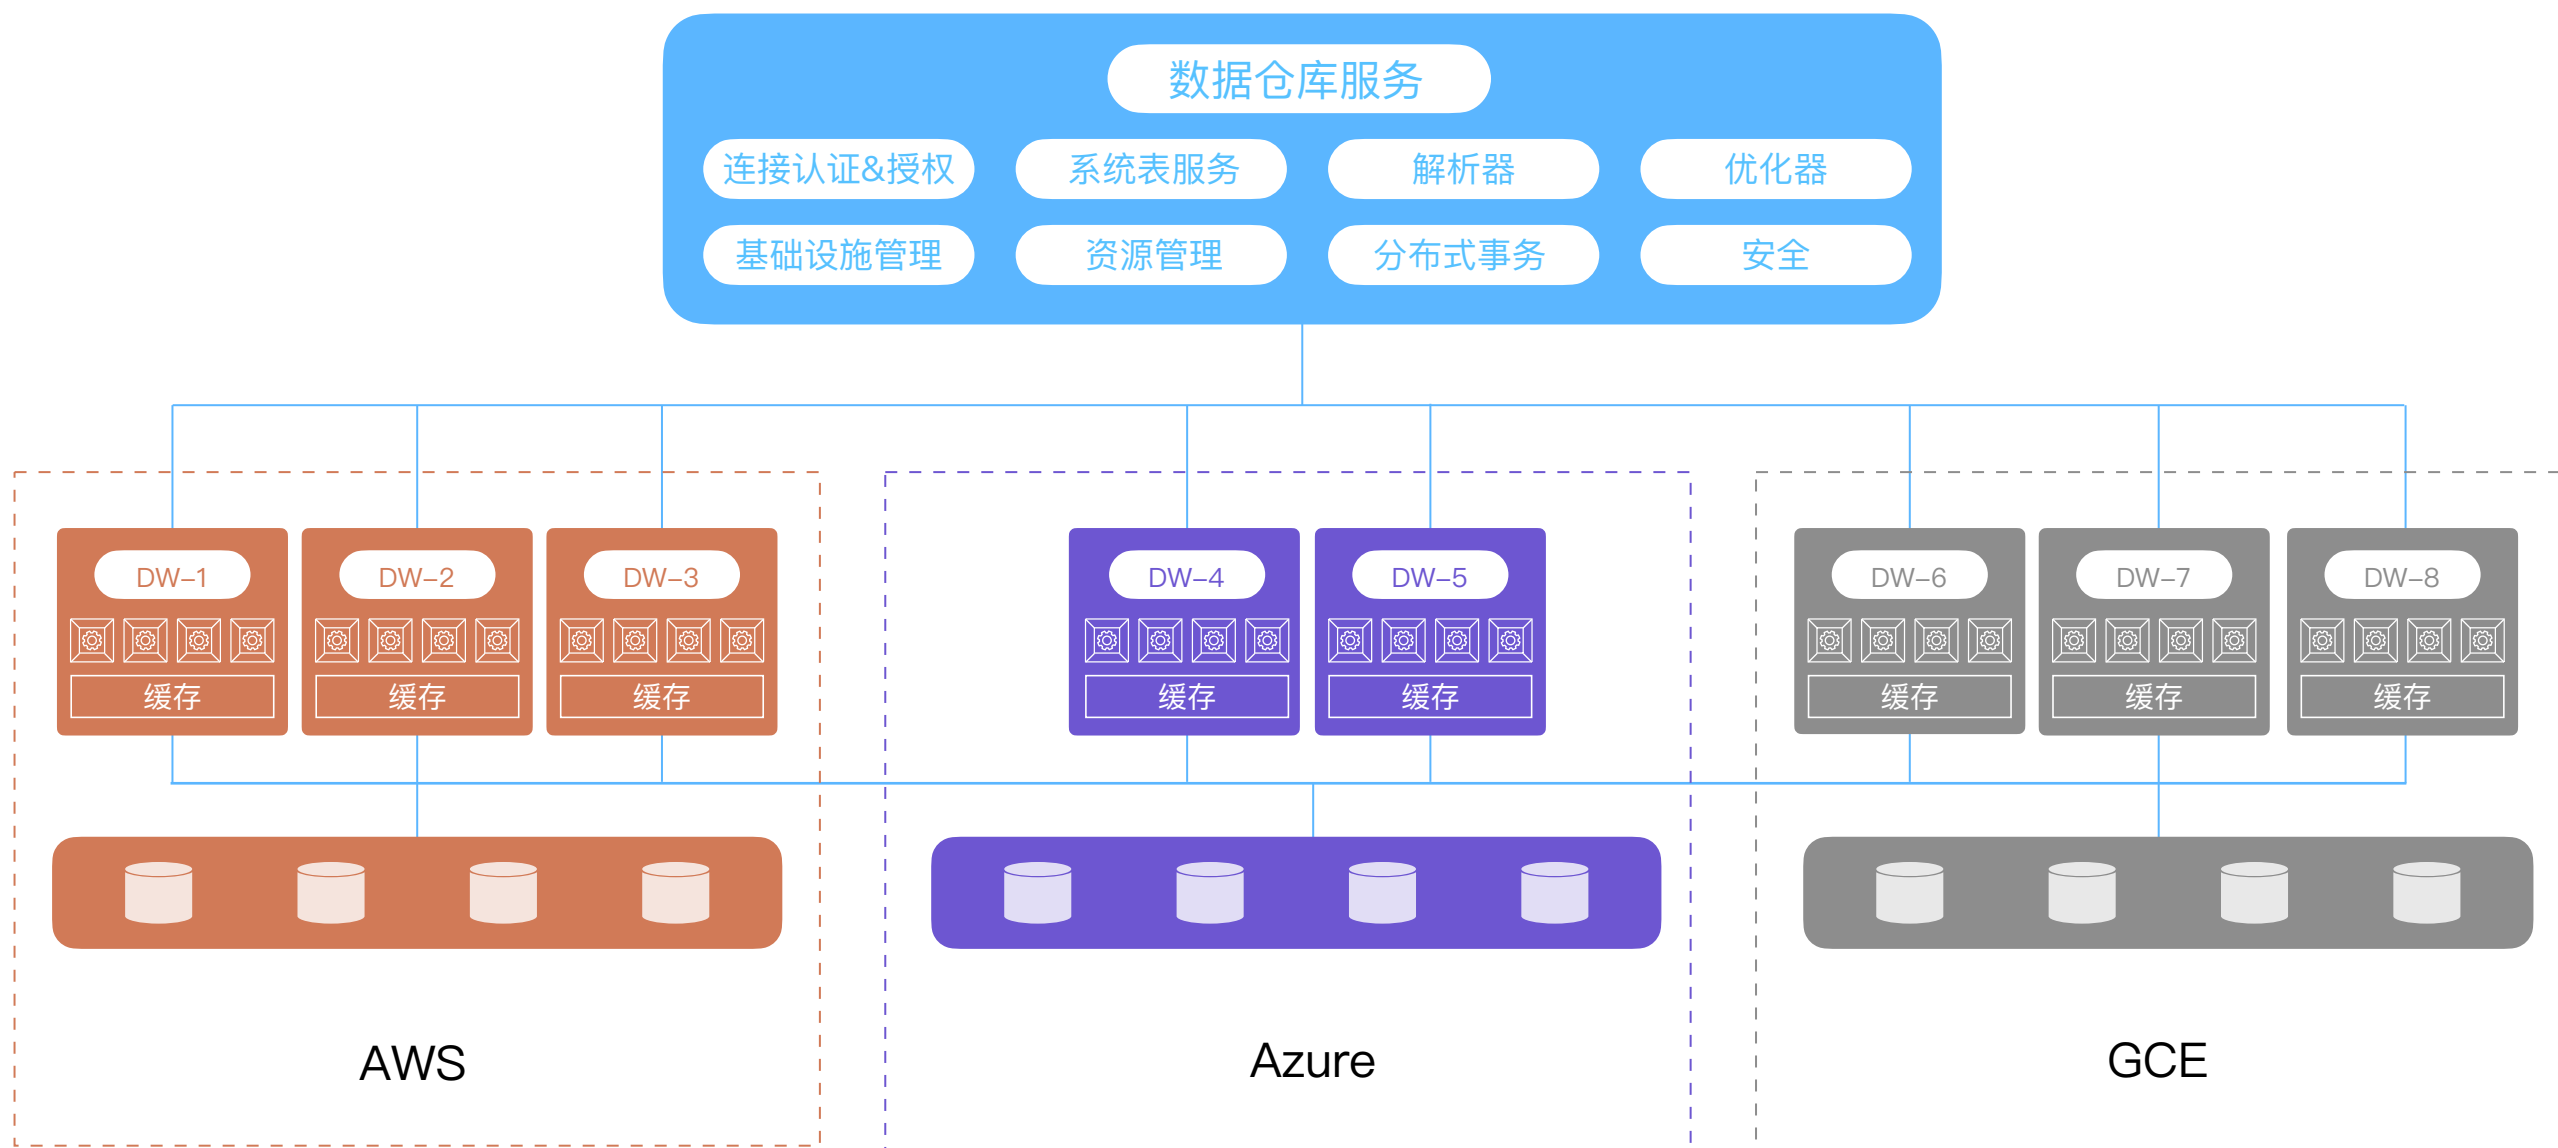 数据仓库服务
连接认证&授权 系统表服务 解析器 优化器
基础设施管理 资源管理 分布式事务 安全
DW-1 DW-2 DW-3 DW-4 DW-5 DW-6 DW-7 DW-8
缓存 缓存 缓存 缓存 缓存 缓存 缓存 缓存
AWS Azure GCE